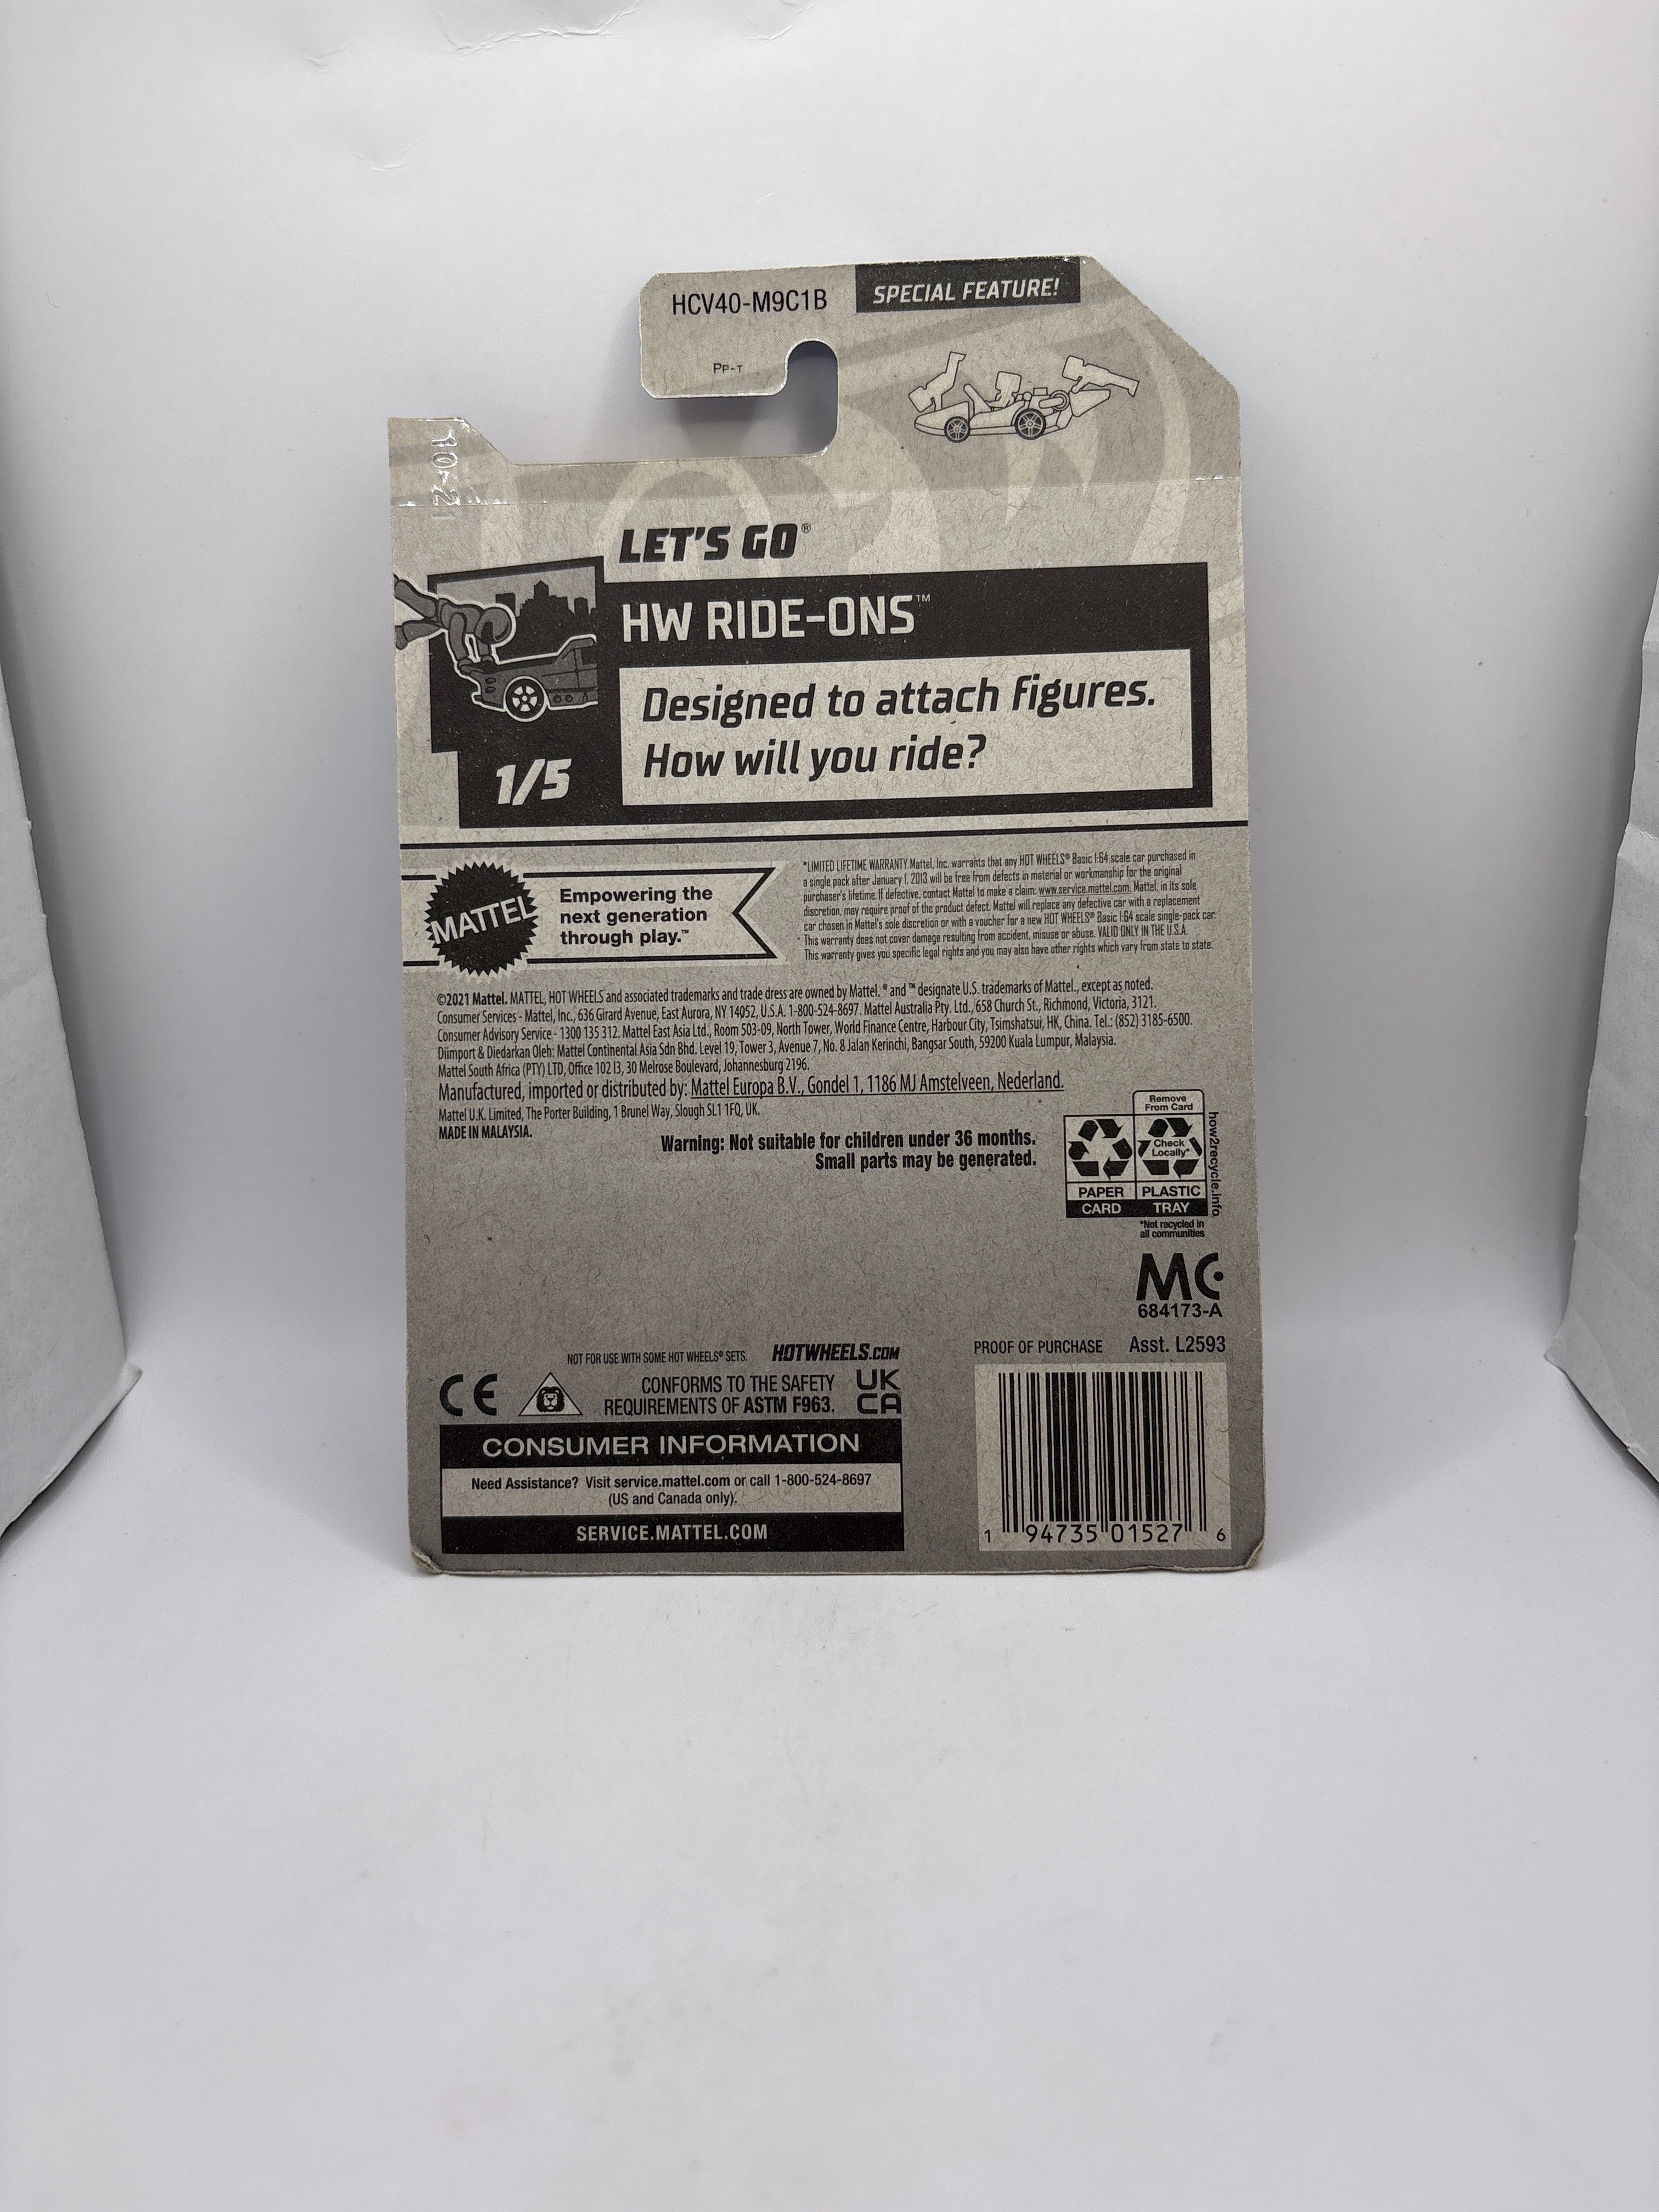 HCV40-M9C1B
SPECIAL FEATURE!
PP-T
LET'S GO®
HW RIDE-ONS™
Designed to attach figures.
How will you ride?
1/5
MATTEL
Empowering the
next generation
through play.™
*LIMITED LIFETIME WARRANTY Mattel, Inc. warrants that any HOT WHEELS® Basic 1:64 scale car purchased in
a single pack after January 1, 2013 will be free from defects in material or workmanship for the original
purchaser's lifetime. If defective, contact Mattel to make a claim: www.service.mattel.com. Mattel, in its sole
discretion, may require proof of the product defect. Mattel will replace any defective car with a replacement
car chosen in Mattel's sole discretion or with a voucher for a new HOT WHEELS® Basic 1:64 scale single-pack car.
This warranty does not cover damage resulting from accident, misuse or abuse. VALID ONLY IN THE U.S.A.
This warranty gives you specific legal rights and you may also have other rights which vary from state to state.
©2021 Mattel. MATTEL, HOT WHEELS and associated trademarks and trade dress are owned by Mattel. ® and ™ designate U.S. trademarks of Mattel., except as noted.
Consumer Services - Mattel, Inc., 636 Girard Avenue, East Aurora, NY 14052, U.S.A. 1-800-524-8697. Mattel Australia Pty. Ltd., 658 Church St., Richmond, Victoria, 3121.
Consumer Advisory Service - 1300 135 312. Mattel East Asia Ltd., Room 503-09, North Tower, World Finance Centre, Harbour City, Tsimshatsui, HK, China. Tel.: (852) 3185-6500.
Diimport & Diedarkan Oleh: Mattel Continental Asia Sdn Bhd. Level 19, Tower 3, Avenue 7, No. 8 Jalan Kerinchi, Bangsar South, 59200 Kuala Lumpur, Malaysia.
Mattel South Africa (PTY) LTD, Office 102 I3, 30 Melrose Boulevard, Johannesburg 2196.
Manufactured, imported or distributed by: Mattel Europa B.V., Gondel 1, 1186 MJ Amstelveen, Nederland.
Mattel U.K. Limited, The Porter Building, 1 Brunel Way, Slough SL1 1FQ, UK.
MADE IN MALAYSIA.
Warning: Not suitable for children under 36 months.
Small parts may be generated.
Remove
From Card
Check
Locally*
PAPER
PLASTIC
CARD
TRAY
how2recycle.info
*Not recycled in
all communities
MC
684173-A
NOT FOR USE WITH SOME HOT WHEELS® SETS.
HOTWHEELS.COM
PROOF OF PURCHASE
Asst. L2593
CE
CONFORMS TO THE SAFETY
REQUIREMENTS OF ASTM F963.
UK
CA
CONSUMER INFORMATION
Need Assistance? Visit service.mattel.com or call 1-800-524-8697
(US and Canada only).
SERVICE.MATTEL.COM
1 94735 01527 6